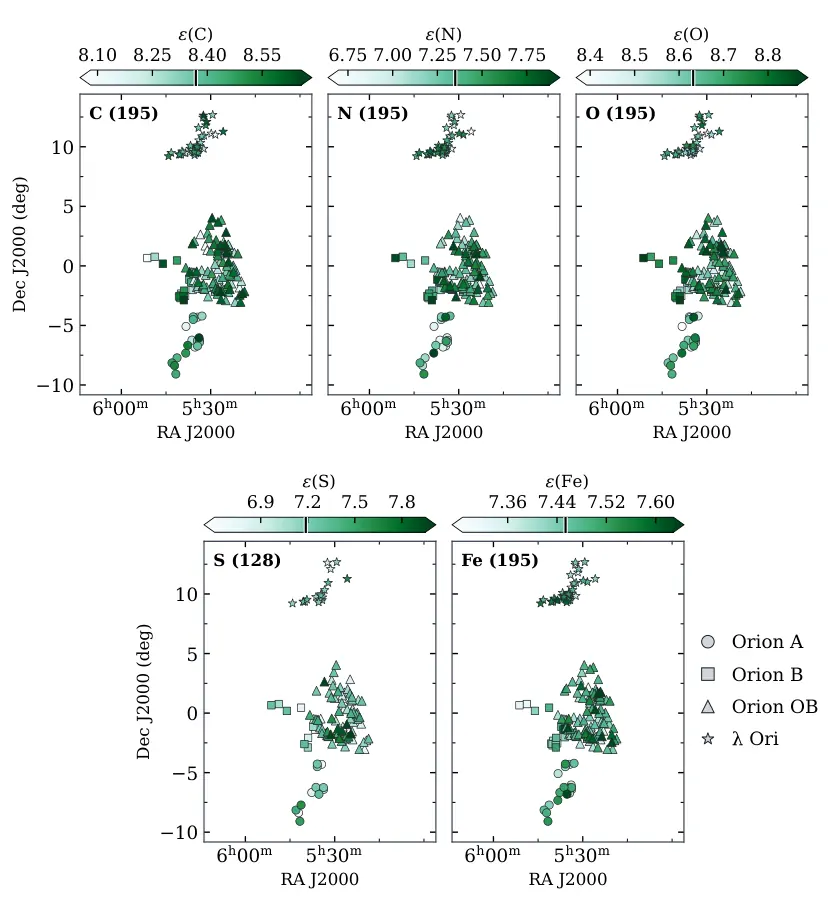 ε(C) ε(N) ε(O)
8.10 8.25 8.40 8.55 6.75 7.00 7.25 7.50 7.75 8.4 8.5 8.6 8.7 8.8
C (195) N (195) O (195)
10
5
0
−5
−10
Dec J2000 (deg)
6ʰ00ᵐ 5ʰ30ᵐ 6ʰ00ᵐ 5ʰ30ᵐ 6ʰ00ᵐ 5ʰ30ᵐ
RA J2000 RA J2000 RA J2000
ε(S) ε(Fe)
6.9 7.2 7.5 7.8 7.36 7.44 7.52 7.60
S (128) Fe (195)
10
5
0
−5
−10
Dec J2000 (deg)
Orion A
Orion B
Orion OB
λ Ori
6ʰ00ᵐ 5ʰ30ᵐ 6ʰ00ᵐ 5ʰ30ᵐ
RA J2000 RA J2000